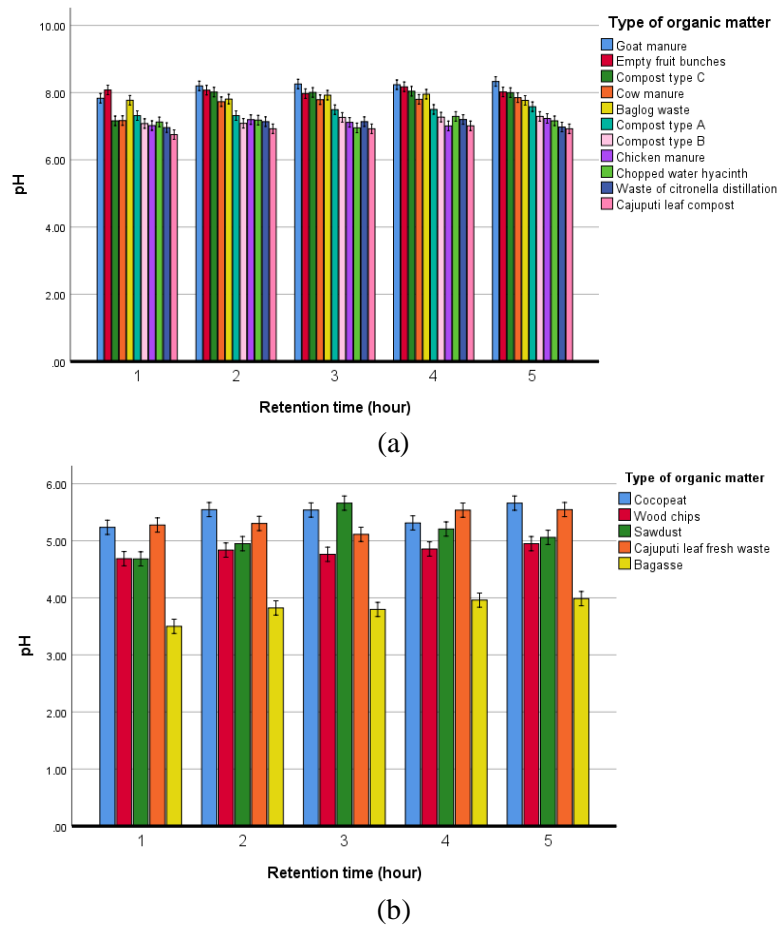 Type of organic matter
Goat manure
Empty fruit bunches
Compost type C
Cow manure
Baglog waste
Compost type A
Compost type B
Chicken manure
Chopped water hyacinth
Waste of citronella distillation
Cajuputi leaf compost
10.00
8.00
6.00
4.00
2.00
.00
pH
1 2 3 4 5
Retention time (hour)
(a)
Type of organic matter
Cocopeat
Wood chips
Sawdust
Cajuputi leaf fresh waste
Bagasse
6.00
5.00
4.00
3.00
2.00
1.00
.00
pH
1 2 3 4 5
Retention time (hour)
(b)